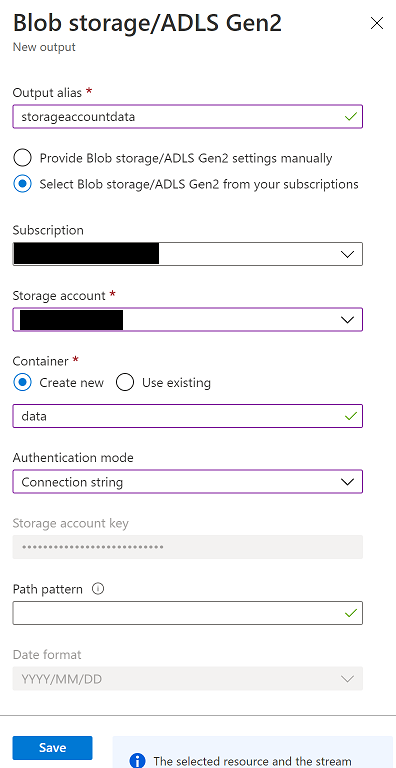 Blob storage/ADLS Gen2
New output
Output alias *
storageaccountdata
Provide Blob storage/ADLS Gen2 settings manually
Select Blob storage/ADLS Gen2 from your subscriptions
Subscription
Storage account *
Container *
Create new Use existing
data
Authentication mode
Connection string
Storage account key
••••••••••••••••••••••••••
Path pattern
Date format
YYYY/MM/DD
Save
The selected resource and the stream